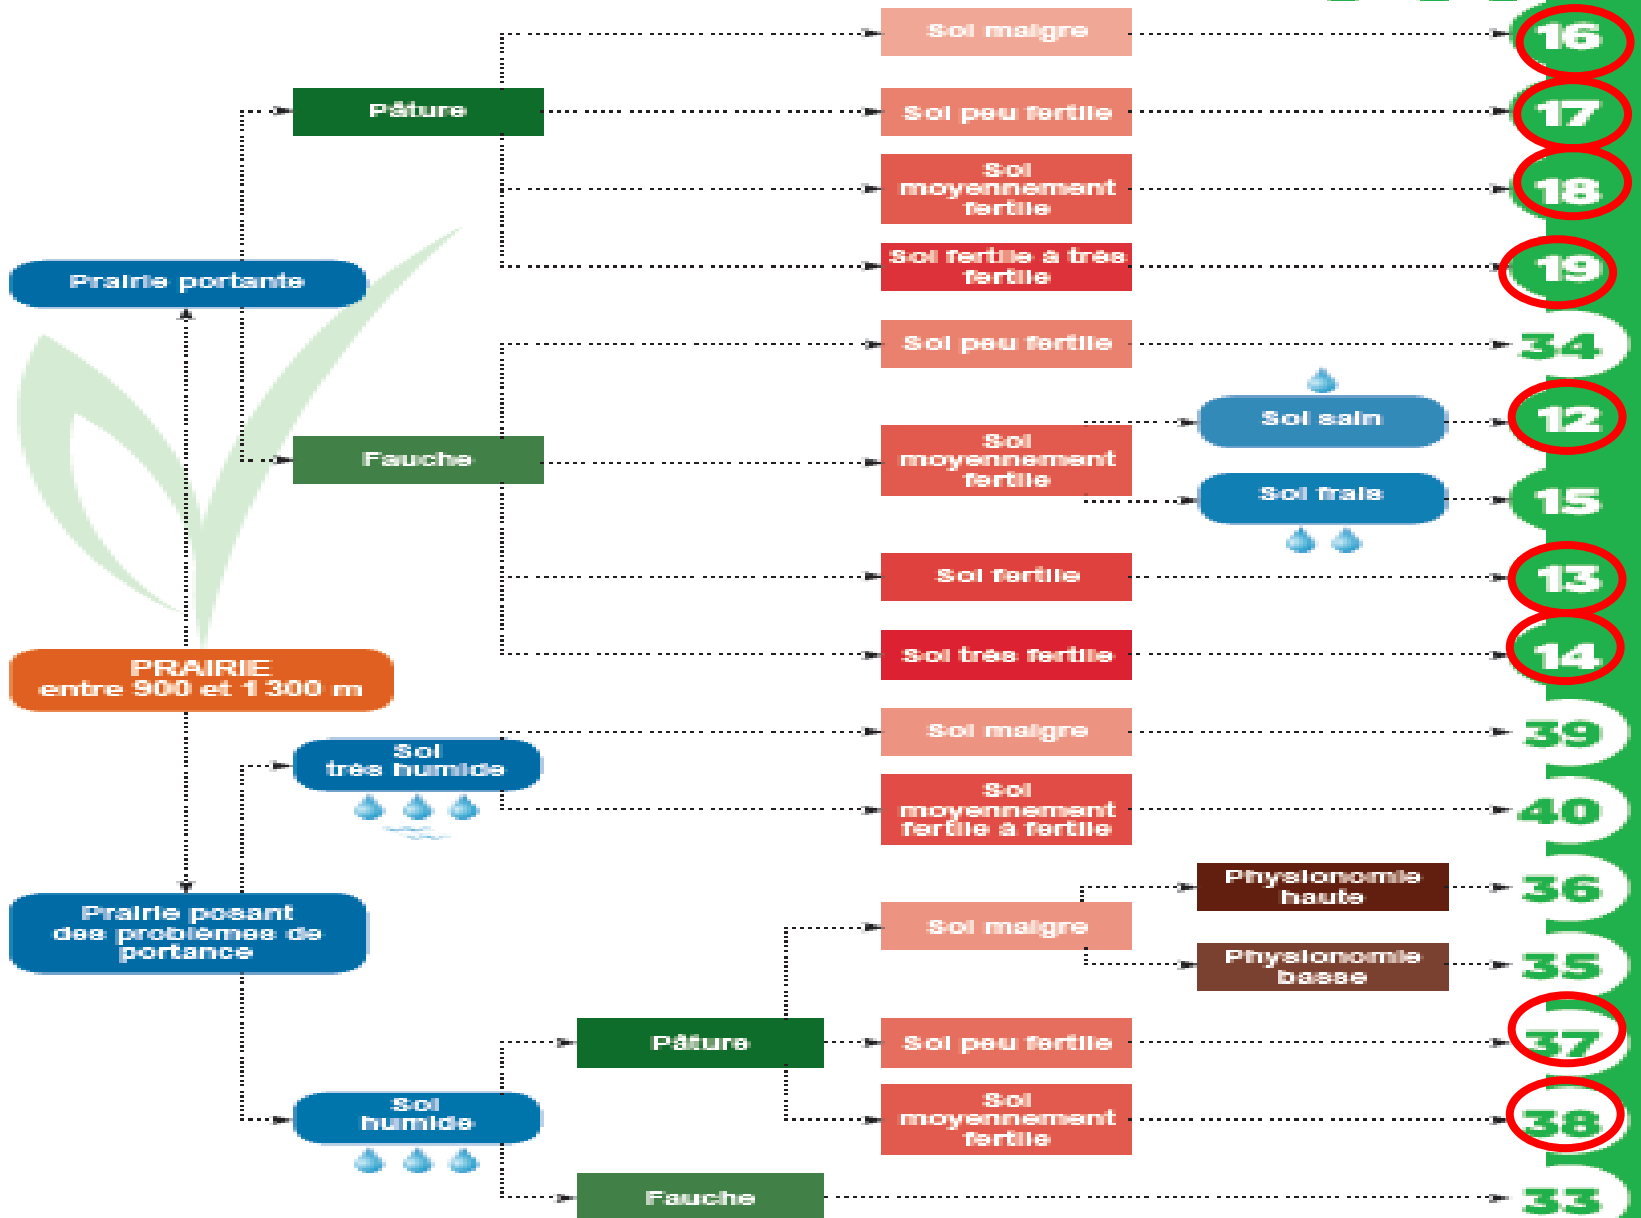 Sol maigre
16
Pâture
Sol peu fertile
17
Sol
moyennement
fertile
18
Prairie portante
Sol fertile à très
fertile
19
Sol peu fertile
34
Fauche
Sol
moyennement
fertile
Sol sain
12
Sol frais
15
Sol fertile
13
Sol très fertile
14
PRAIRIE
entre 900 et 1 300 m
Sol
très humide
Sol maigre
39
Sol
moyennement
fertile à fertile
40
Prairie posant
des problèmes de
portance
Sol maigre
Physionomie
haute
36
Physionomie
basse
35
Pâture
Sol peu fertile
37
Sol
humide
Sol
moyennement
fertile
38
Fauche
33